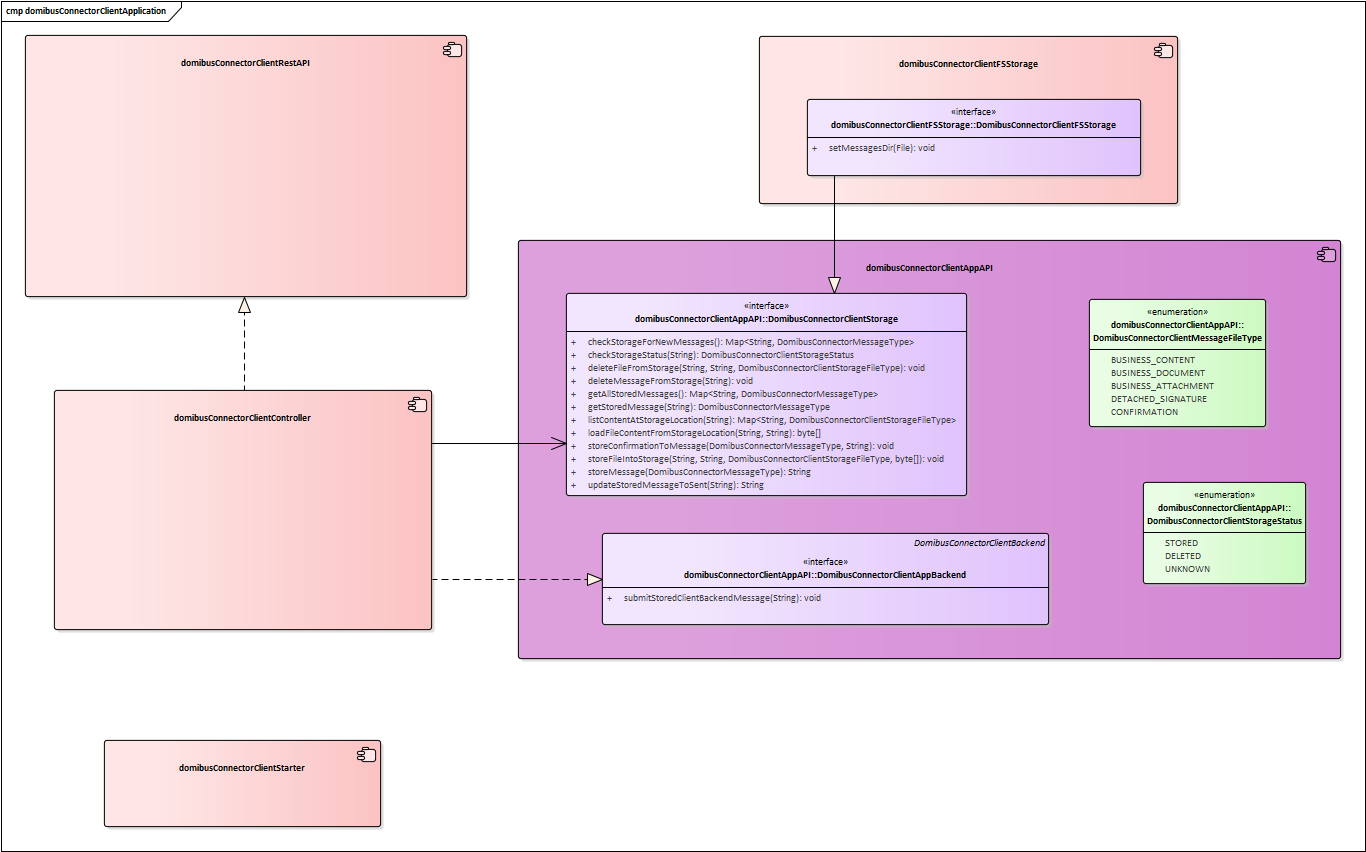 cmp domibusConnectorClientApplication
domibusConnectorClientRestAPI
domibusConnectorClientFSStorage
«interface»
domibusConnectorClientFSStorage::DomibusConnectorClientFSStorage
+ setMessagesDir(File): void
domibusConnectorClientAppAPI
«interface»
domibusConnectorClientAppAPI::DomibusConnectorClientStorage
+ checkStorageForNewMessages(): Map<String, DomibusConnectorMessageType>
+ checkStorageStatus(String): DomibusConnectorClientStorageStatus
+ deleteFileFromStorage(String, String, DomibusConnectorClientStorageFileType): void
+ deleteMessageFromStorage(String): void
+ getAllStoredMessages(): Map<String, DomibusConnectorMessageType>
+ getStoredMessage(String): DomibusConnectorMessageType
+ listContentAtStorageLocation(String): Map<String, DomibusConnectorClientStorageFileType>
+ loadFileContentFromStorageLocation(String, String): byte[]
+ storeConfirmationToMessage(DomibusConnectorMessageType, String): void
+ storeFileIntoStorage(String, String, DomibusConnectorClientStorageFileType, byte[]): void
+ storeMessage(DomibusConnectorMessageType): String
+ updateStoredMessageToSent(String): String
«enumeration»
domibusConnectorClientAppAPI::
DomibusConnectorClientMessageFileType
BUSINESS_CONTENT
BUSINESS_DOCUMENT
BUSINESS_ATTACHMENT
DETACHED_SIGNATURE
CONFIRMATION
domibusConnectorClientController
«enumeration»
domibusConnectorClientAppAPI::
DomibusConnectorClientStorageStatus
STORED
DELETED
UNKNOWN
DomibusConnectorClientBackend
«interface»
domibusConnectorClientAppAPI::DomibusConnectorClientAppBackend
+ submitStoredClientBackendMessage(String): void
domibusConnectorClientStarter